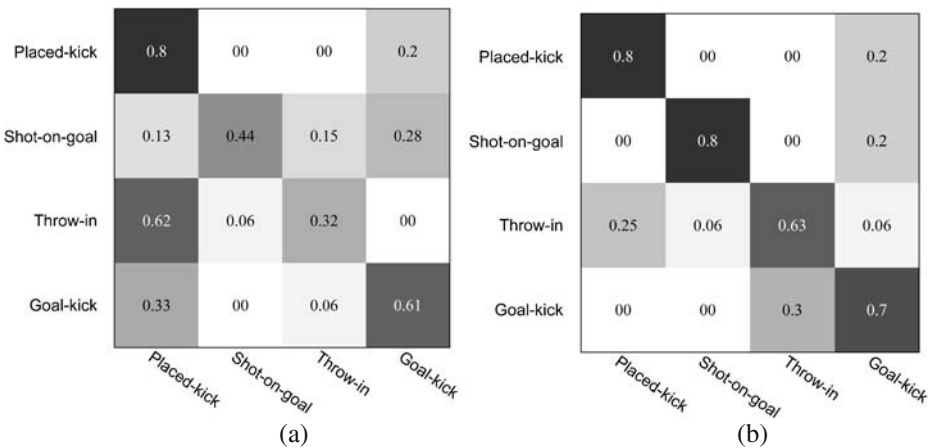 Placed-kick 0.8 00 00 0.2
Shot-on-goal 0.13 0.44 0.15 0.28
Throw-in 0.62 0.06 0.32 00
Goal-kick 0.33 00 0.06 0.61
Placed-kick Shot-on-goal Throw-in Goal-kick
(a)
Placed-kick 0.8 00 00 0.2
Shot-on-goal 00 0.8 00 0.2
Throw-in 0.25 0.06 0.63 0.06
Goal-kick 00 00 0.3 0.7
Placed-kick Shot-on-goal Throw-in Goal-kick
(b)